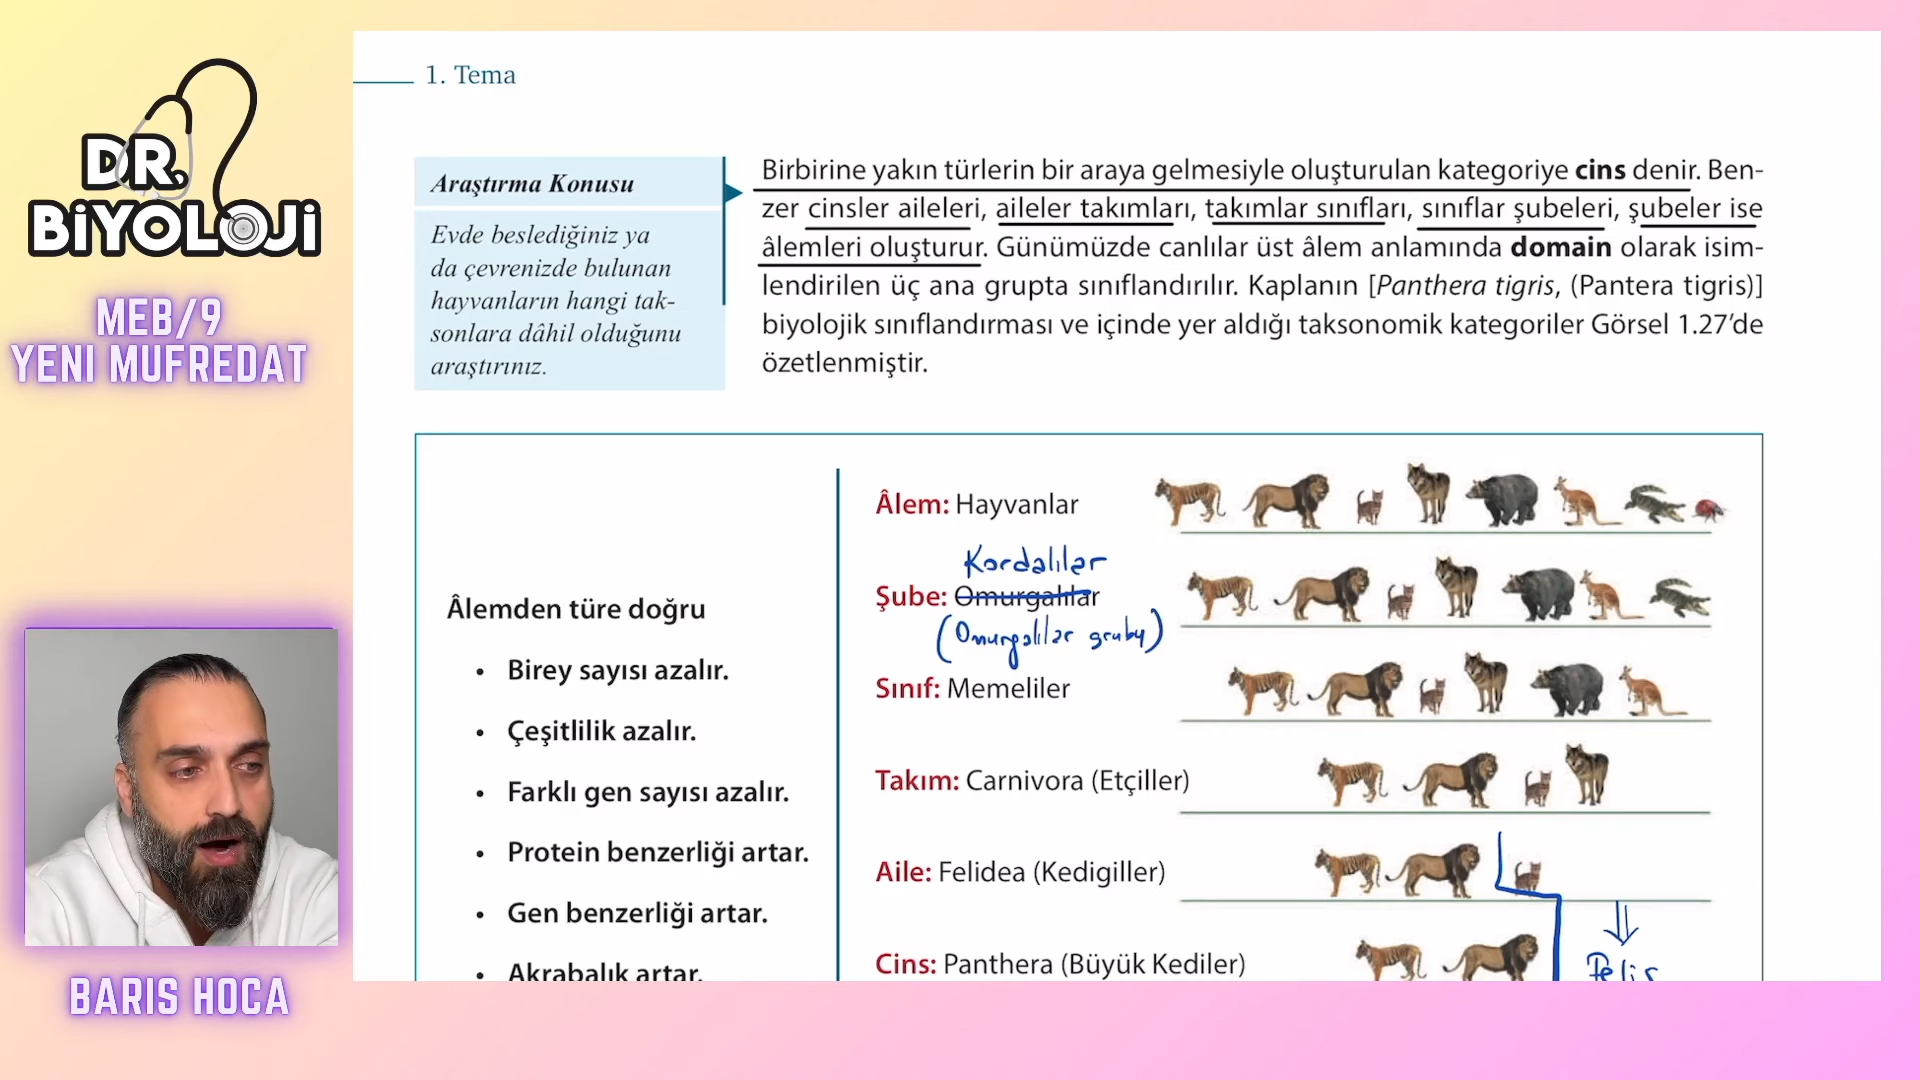 DR.
BİYOLOJİ
MEB/9
YENI MUFREDAT
BARIS HOCA
1. Tema
Araştırma Konusu
Evde beslediğiniz ya
da çevrenizde bulunan
hayvanların hangi tak-
sonlara dâhil olduğunu
araştırınız.
Birbirine yakın türlerin bir araya gelmesiyle oluşturulan kategoriye cins denir. Ben-
zer cinsler aileleri, aileler takımları, takımlar sınıfları, sınıflar şubeleri, şubeler ise
âlemleri oluşturur. Günümüzde canlılar üst âlem anlamında domain olarak isim-
lendirilen üç ana grupta sınıflandırılır. Kaplanın [Panthera tigris, (Pantera tigris)]
biyolojik sınıflandırması ve içinde yer aldığı taksonomik kategoriler Görsel 1.27’de
özetlenmiştir.
Âlemden türe doğru
• Birey sayısı azalır.
• Çeşitlilik azalır.
• Farklı gen sayısı azalır.
• Protein benzerliği artar.
• Gen benzerliği artar.
• Akrabalık artar.
Âlem: Hayvanlar
Kordalılar
Şube: Omurgalılar
(Omurgalılar grubu)
Sınıf: Memeliler
Takım: Carnivora (Etçiller)
Aile: Felidea (Kedigiller)
Cins: Panthera (Büyük Kediler)